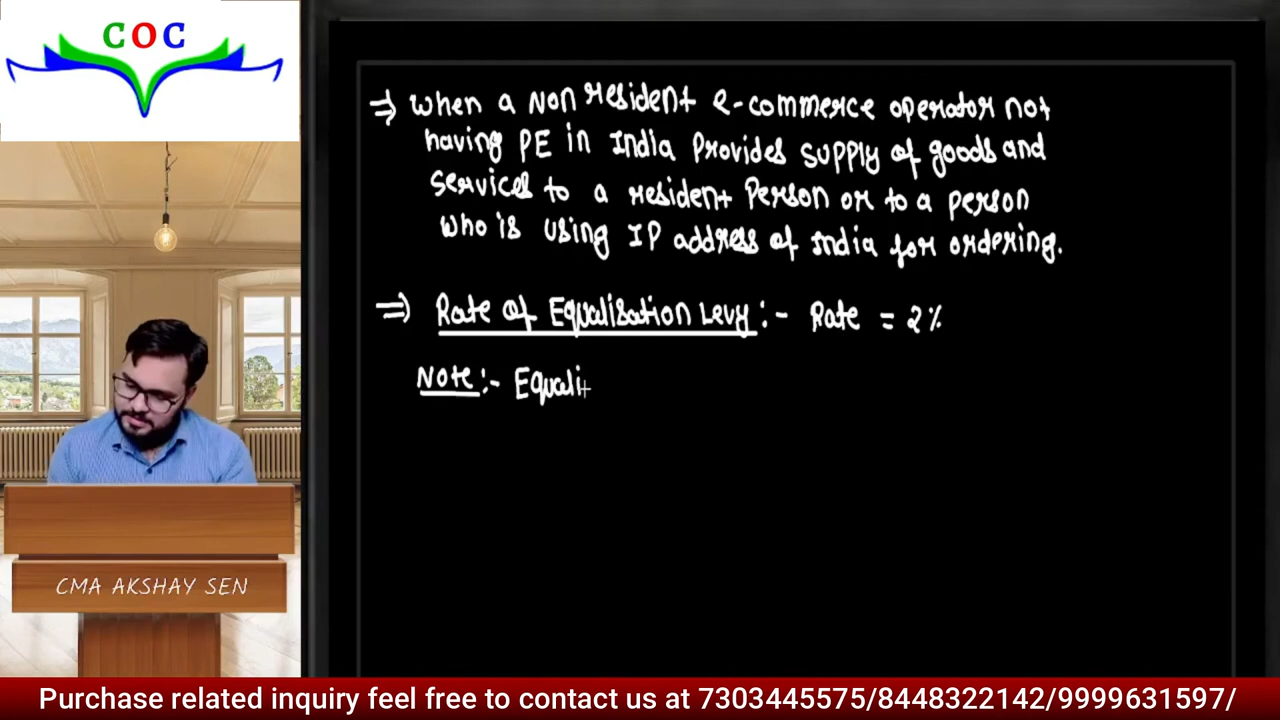 COC
⇒ When a Non resident e-commerce operator not
having PE in India Provides supply of goods and
services to a resident Person or to a person
who is using IP address of India for ordering.
⇒ Rate of Equalisation Levy :- Rate = 2%
Note :- Equali
CMA AKSHAY SEN
Purchase related inquiry feel free to contact us at 7303445575/8448322142/9999631597/